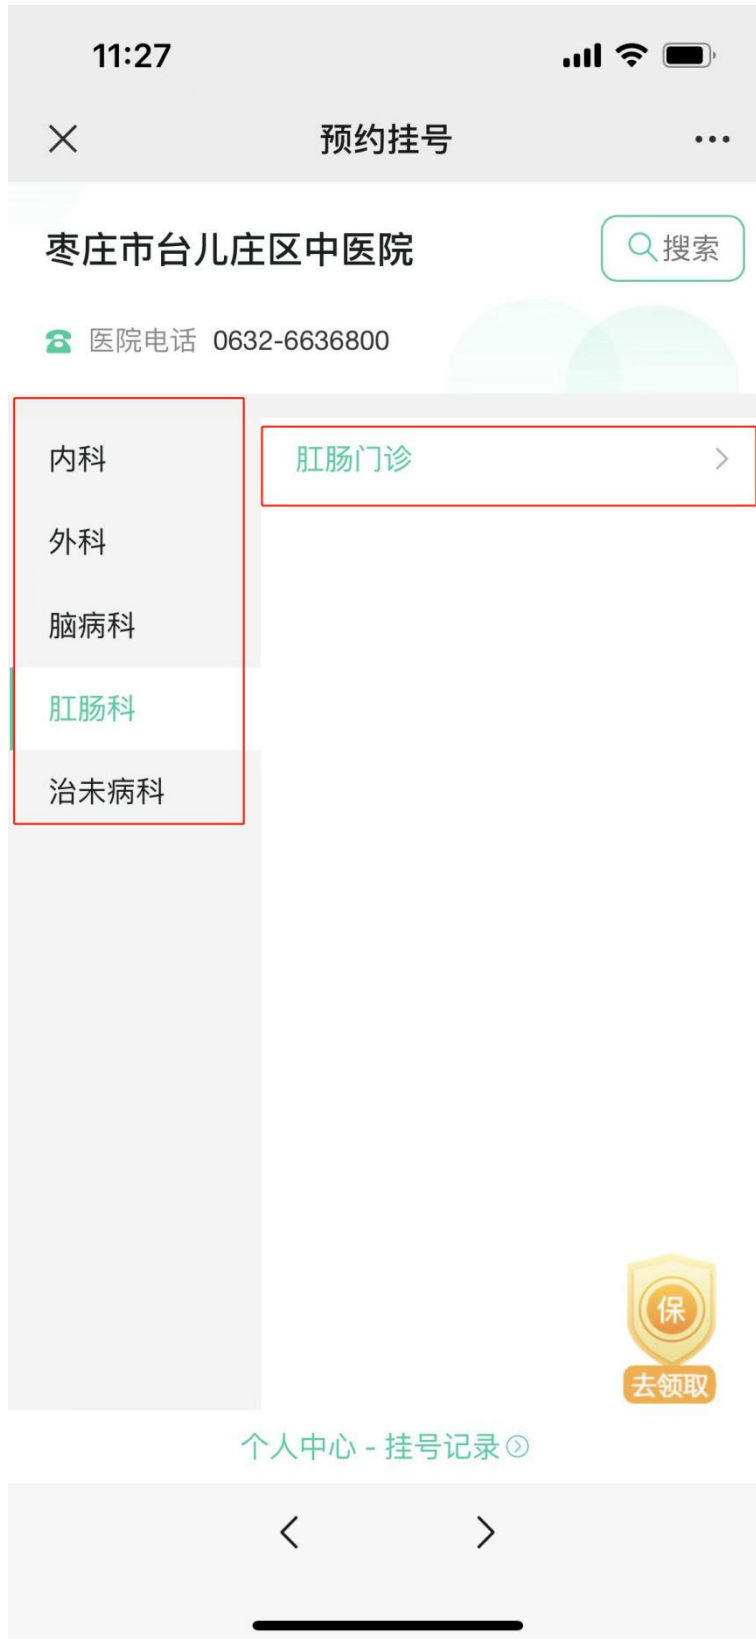 11:27
预约挂号
枣庄市台儿庄区中医院
搜索
医院电话 0632-6636800
内科
肛肠门诊
外科
脑病科
肛肠科
治未病科
保
去领取
个人中心 - 挂号记录